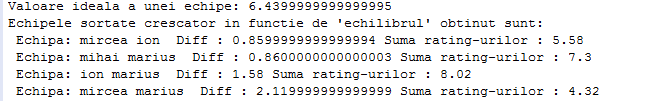 Valoare ideala a unei echipe: 6.4399999999999995
Echipele sortate crescator in functie de 'echilibrul' obtinut sunt:
Echipa: mircea ion  Diff : 0.8599999999999994 Suma rating-urilor : 5.58
Echipa: mihai marius  Diff : 0.8600000000000003 Suma rating-urilor : 7.3
Echipa: ion marius  Diff : 1.58 Suma rating-urilor : 8.02
Echipa: mircea marius  Diff : 2.119999999999999 Suma rating-urilor : 4.32